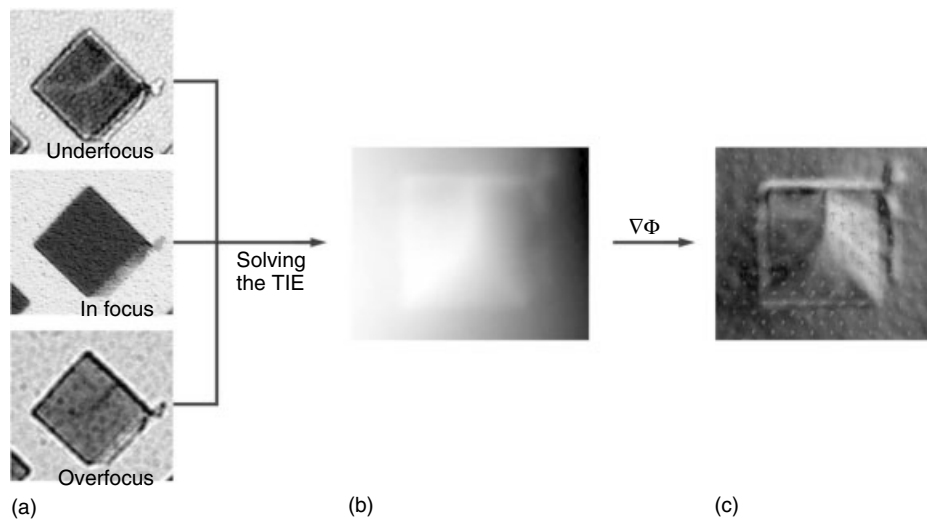 Underfocus
In focus
Overfocus
Solving
the TIE
∇Φ
(a)
(b)
(c)